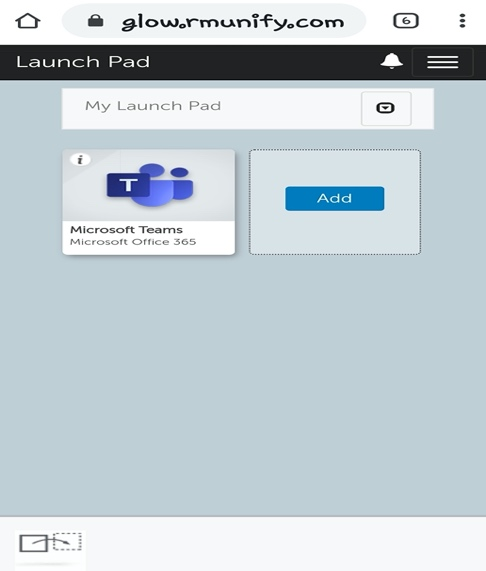 glow.rmunify.com
6
Launch Pad
My Launch Pad
i
T
Microsoft Teams
Microsoft Office 365
Add